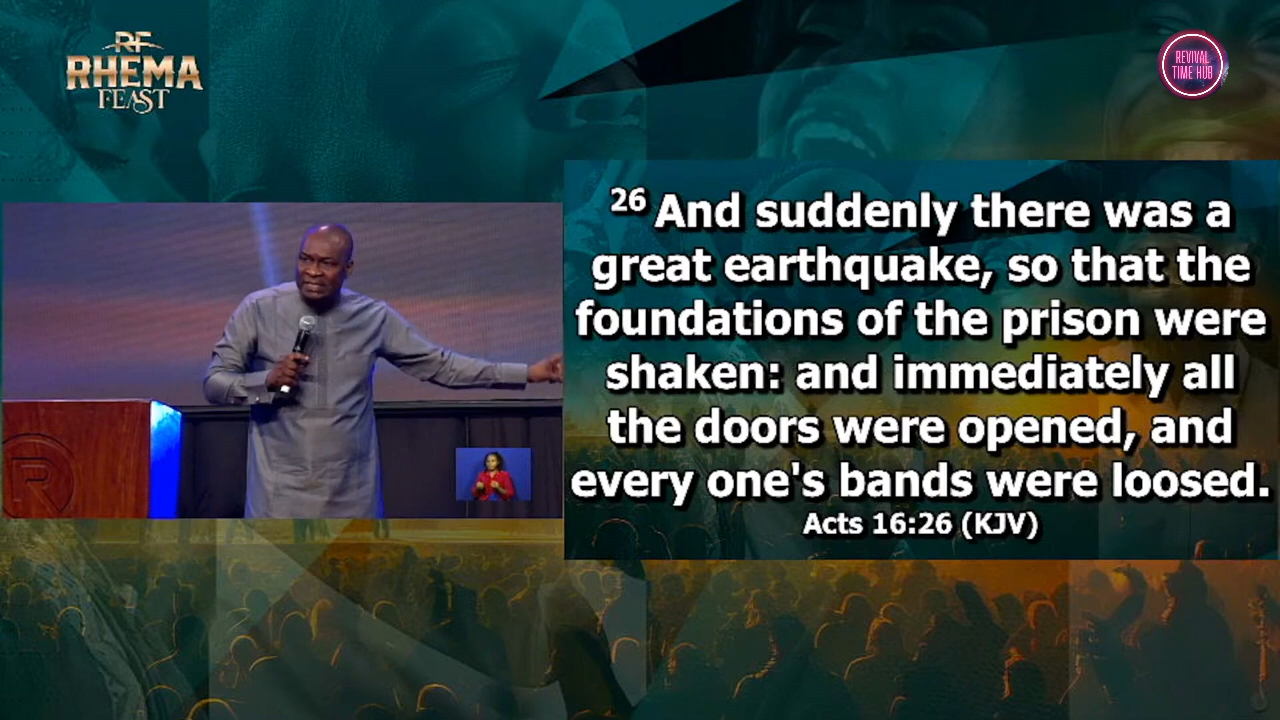 RF
RHEMA
FEAST
REVIVAL
TIME HUB
26 And suddenly there was a
great earthquake, so that the
foundations of the prison were
shaken: and immediately all
the doors were opened, and
every one's bands were loosed.
Acts 16:26 (KJV)
R